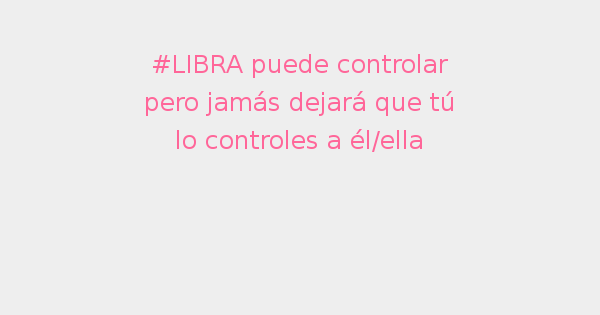 #LIBRA puede controlar
pero jamás dejará que tú
lo controles a él/ella